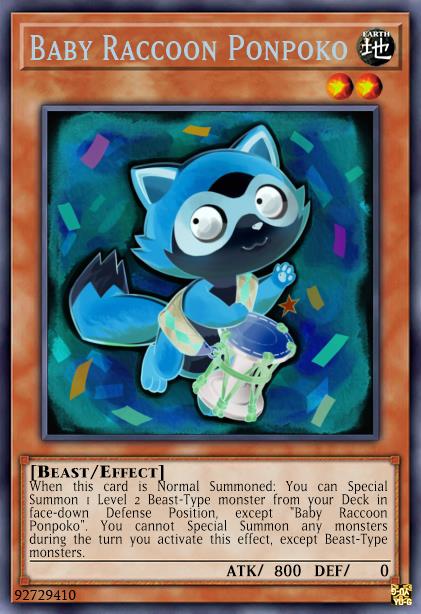 BABY RACCOON PONPOKO
EARTH
地
[BEAST/EFFECT]
When this card is Normal Summoned: You can Special
Summon 1 Level 2 Beast-Type monster from your Deck in
face-down Defense Position, except "Baby Raccoon
Ponpoko". You cannot Special Summon any monsters
during the turn you activate this effect, except Beast-Type
monsters.
ATK/ 800 DEF/ 0
92729410